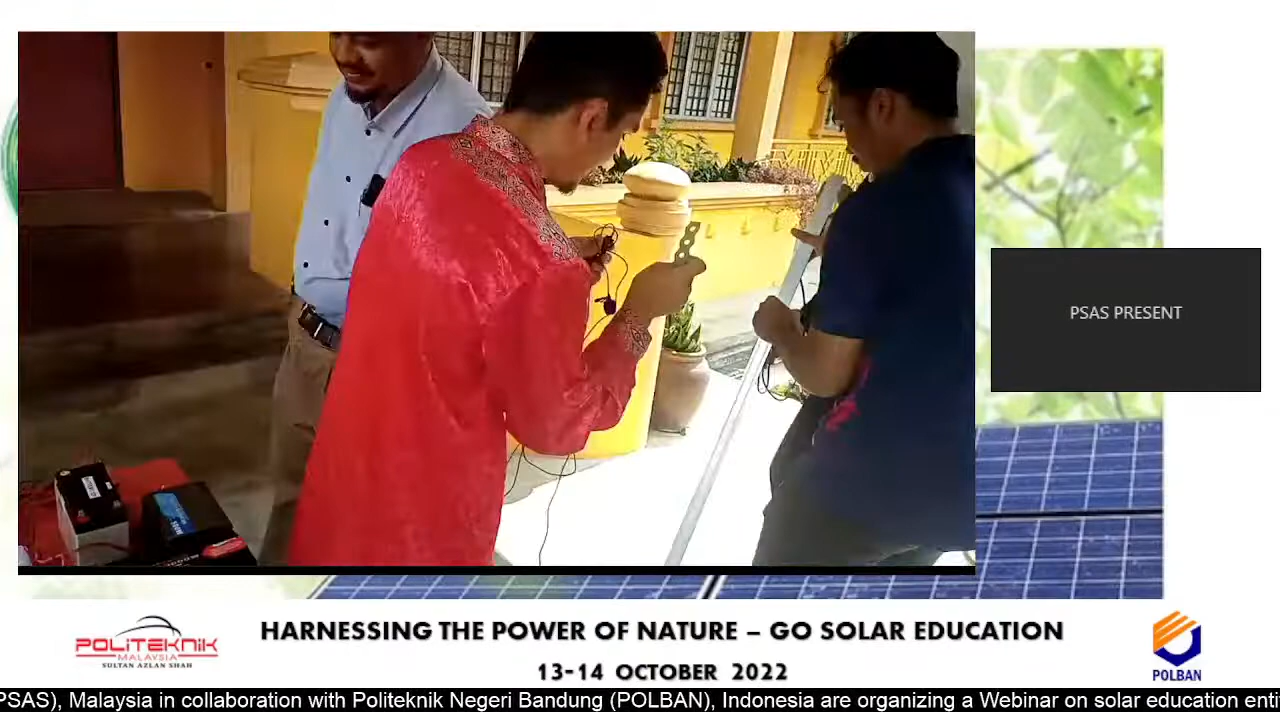 PSAS PRESENT
POLITEKNIK
MALAYSIA
SULTAN AZLAN SHAH
HARNESSING THE POWER OF NATURE – GO SOLAR EDUCATION
13-14 OCTOBER 2022
POLBAN
PSAS), Malaysia in collaboration with Politeknik Negeri Bandung (POLBAN), Indonesia are organizing a Webinar on solar education enti